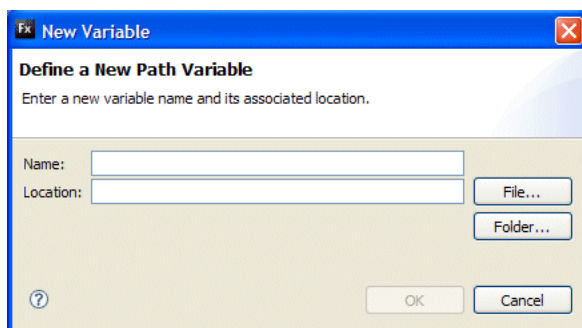 Fx New Variable
Define a New Path Variable
Enter a new variable name and its associated location.
Name:
Location: File...
Folder...
? OK Cancel